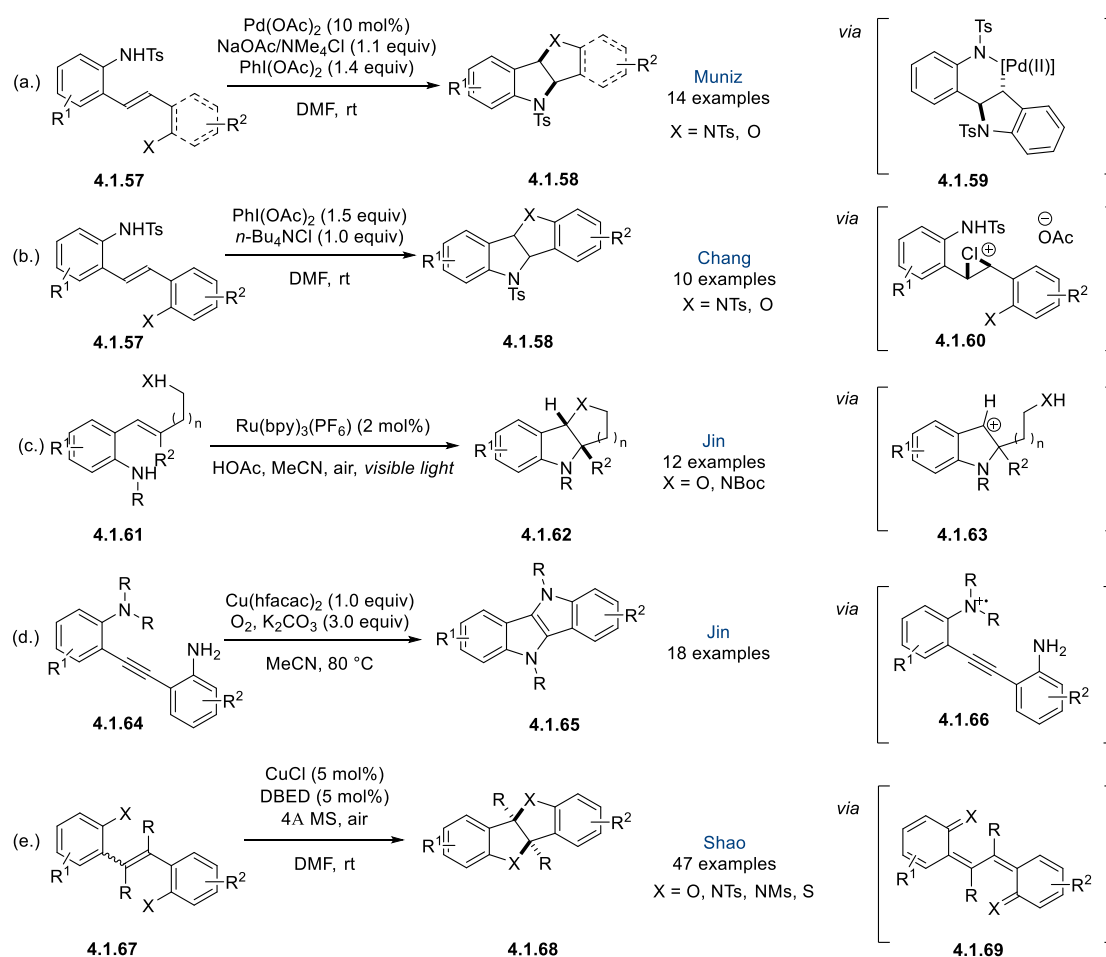 (a.)
NHTs
R1
X
R2
4.1.57
Pd(OAc)2 (10 mol%)
NaOAc/NMe4Cl (1.1 equiv)
PhI(OAc)2 (1.4 equiv)
DMF, rt
X
R1
R2
N
Ts
4.1.58
Muniz
14 examples
X = NTs, O
via
Ts
N
[Pd(II)]
TsN
4.1.59
(b.)
NHTs
R1
X
R2
4.1.57
PhI(OAc)2 (1.5 equiv)
n-Bu4NCl (1.0 equiv)
DMF, rt
X
R1
R2
N
Ts
4.1.58
Chang
10 examples
X = NTs, O
via
NHTs
Cl+
−
OAc
R1
X
R2
4.1.60
(c.)
XH
( )n
R1
R2
NH
R
4.1.61
Ru(bpy)3(PF6) (2 mol%)
HOAc, MeCN, air, visible light
H
X
( )n
R1
R2
N
R
4.1.62
Jin
12 examples
X = O, NBoc
via
H
XH
+
( )n
R1
R2
N
R
4.1.63
(d.)
R
N
R
R1
NH2
R2
4.1.64
Cu(hfacac)2 (1.0 equiv)
O2, K2CO3 (3.0 equiv)
MeCN, 80 °C
R
N
R1
R2
N
R
4.1.65
Jin
18 examples
via
R
N+•
R
R1
NH2
R2
4.1.66
(e.)
X
R
R1
R
X
R2
4.1.67
CuCl (5 mol%)
DBED (5 mol%)
4A MS, air
DMF, rt
R
X
R1
R2
X
R
4.1.68
Shao
47 examples
X = O, NTs, NMs, S
via
X
R
R1
R
X
R2
4.1.69